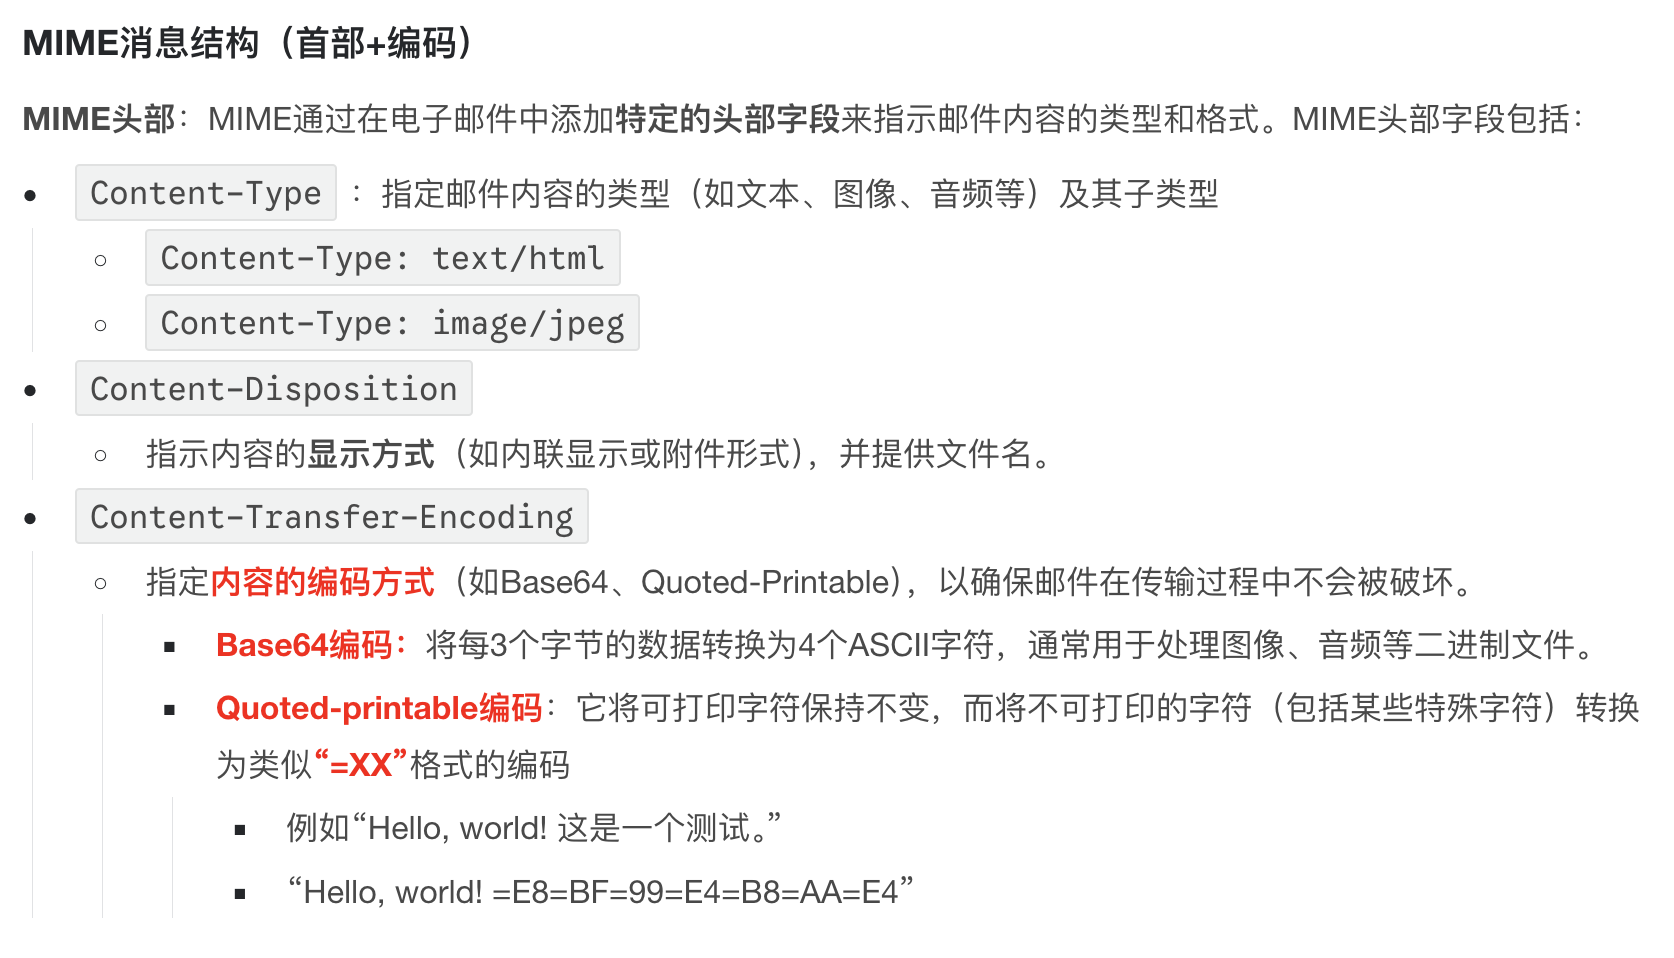 MIME消息结构（首部+编码）
MIME头部：MIME通过在电子邮件中添加特定的头部字段来指示邮件内容的类型和格式。MIME头部字段包括：
Content-Type ：指定邮件内容的类型（如文本、图像、音频等）及其子类型
Content-Type: text/html
Content-Type: image/jpeg
Content-Disposition
指示内容的显示方式（如内联显示或附件形式），并提供文件名。
Content-Transfer-Encoding
指定内容的编码方式（如Base64、Quoted-Printable），以确保邮件在传输过程中不会被破坏。
Base64编码：将每3个字节的数据转换为4个ASCII字符，通常用于处理图像、音频等二进制文件。
Quoted-printable编码：它将可打印字符保持不变，而将不可打印的字符（包括某些特殊字符）转换
为类似“=XX”格式的编码
例如“Hello, world! 这是一个测试。”
“Hello, world! =E8=BF=99=E4=B8=AA=E4”